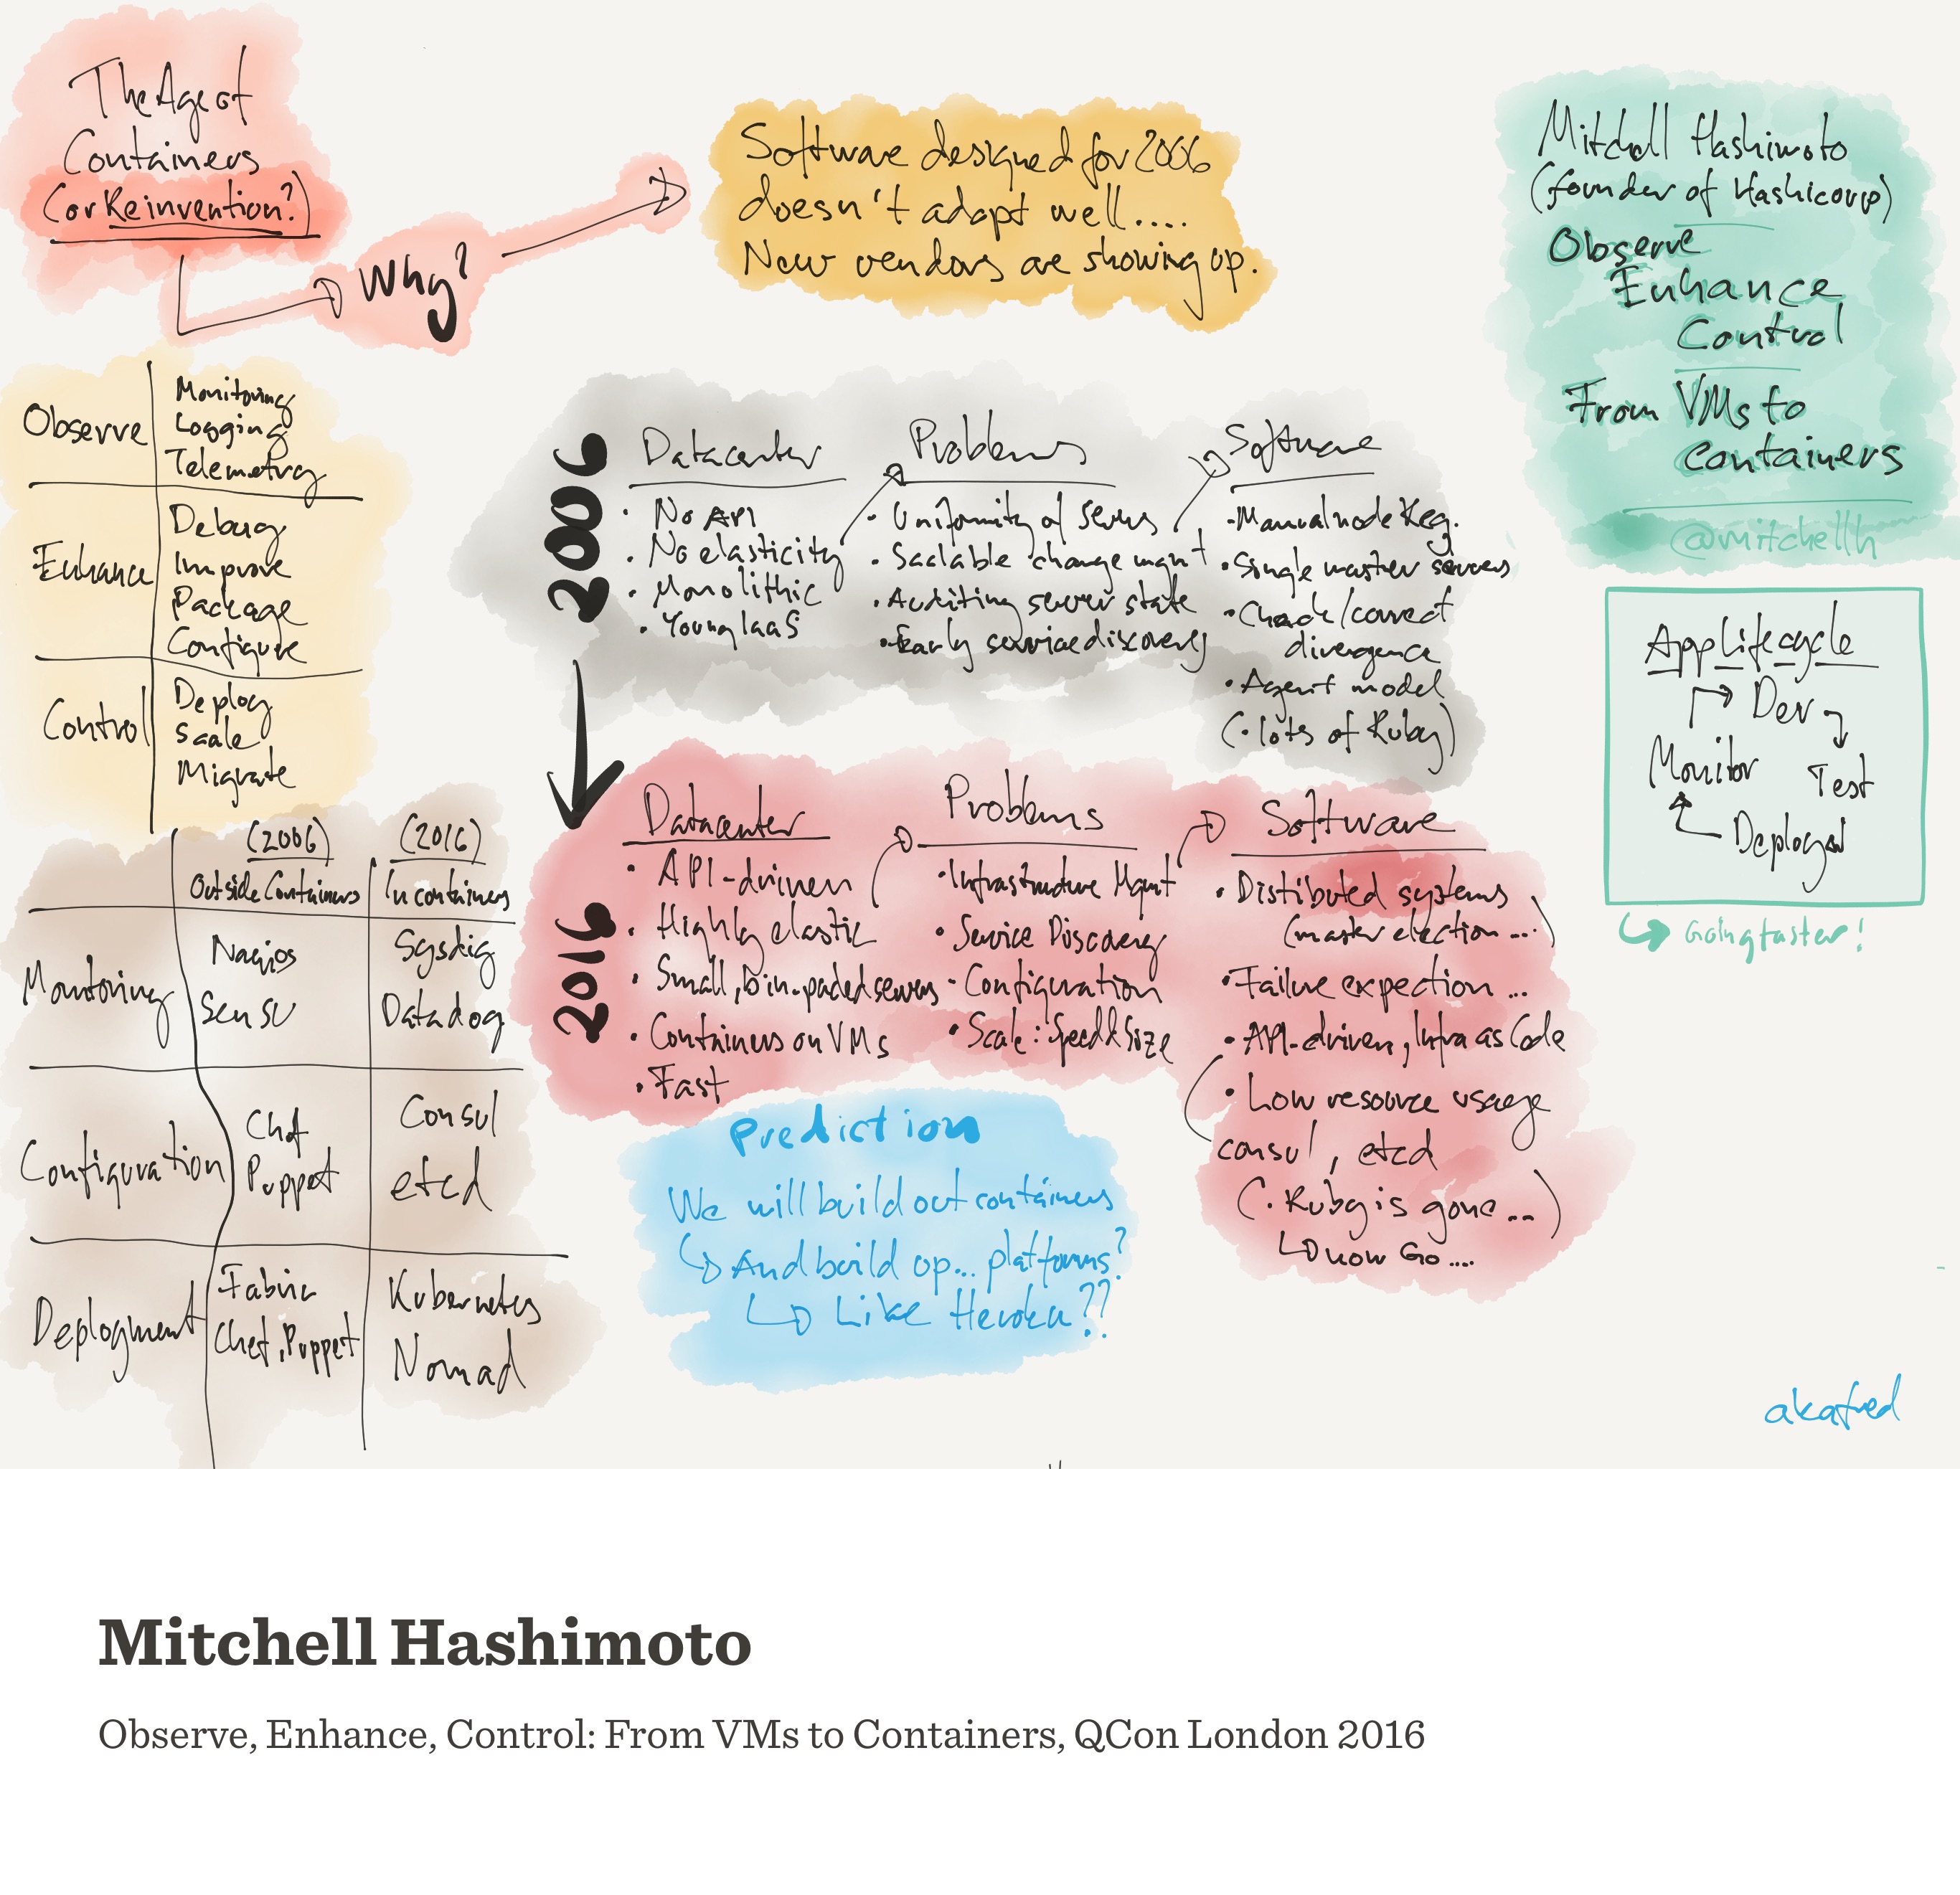 The Age of
Containers
(or Reinvention?)
Why?
Software designed for 2006
doesn't adapt well....
New vendors are showing up.
Mitchell Hashimoto
(founder of Hashicorp)
Observe
Enhance
Control
From VMs to
Containers
@mitchellh
Observe
Monitoring
Logging
Telemetry
Enhance
Debug
Improve
Package
Configure
Control
Deploy
Scale
Migrate
2006
Datacenter
• No API
• No elasticity
• Monolithic
• Young IaaS
Problems
• Uniformity of servers
• Scalable change mgmt
• Auditing server state
• Early service discovery
Software
• Manual node Reg.
• Single master servers
• Check/correct
divergence
• Agent model
(• lots of Ruby)
App Lifecycle
Dev
Test
Deploy
Monitor
Going faster!
2016
Datacenter
• API-driven
• Highly elastic
• Small, bin-packed servers
• Containers on VMs
• Fast
Problems
• Infrastructure Mgmt
• Service Discovery
• Configuration
• Scale: Speed & Size
Software
• Distributed systems
(master election ...)
• Failure expection ...
• API-driven, Infra as Code
• Low resource usage
consul, etcd
(• Ruby is gone ...)
now Go ....
(2006)
Outside Containers
(2016)
In containers
Monitoring
Nagios
Sensu
Sysdig
Datadog
Configuration
Chef
Puppet
Consul
etcd
Deployment
Fabric
Chef, Puppet
Kubernetes
Nomad
Prediction
We will build out containers
And build up... platforms?
Like Heroku??
akafred
Mitchell Hashimoto
Observe, Enhance, Control: From VMs to Containers, QCon London 2016